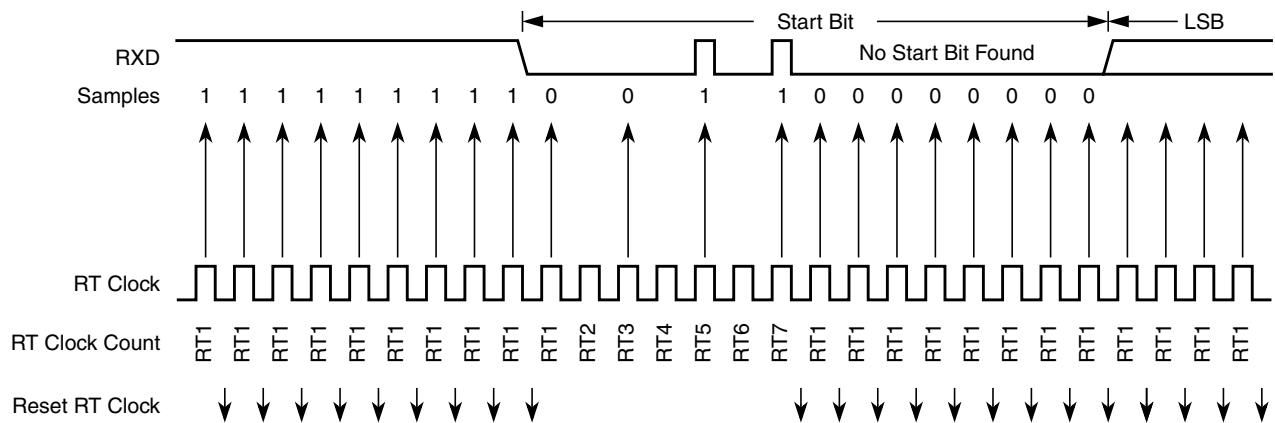 Start Bit LSB
RXD No Start Bit Found
Samples 1 1 1 1 1 1 1 1 1 0 0 1 1 0 0 0 0 0 0 0 0
RT Clock
RT Clock Count RT1 RT1 RT1 RT1 RT1 RT1 RT1 RT1 RT1 RT1 RT2 RT3 RT4 RT5 RT6 RT7 RT1 RT1 RT1 RT1 RT1 RT1 RT1 RT1 RT1 RT1 RT1 RT1
Reset RT Clock